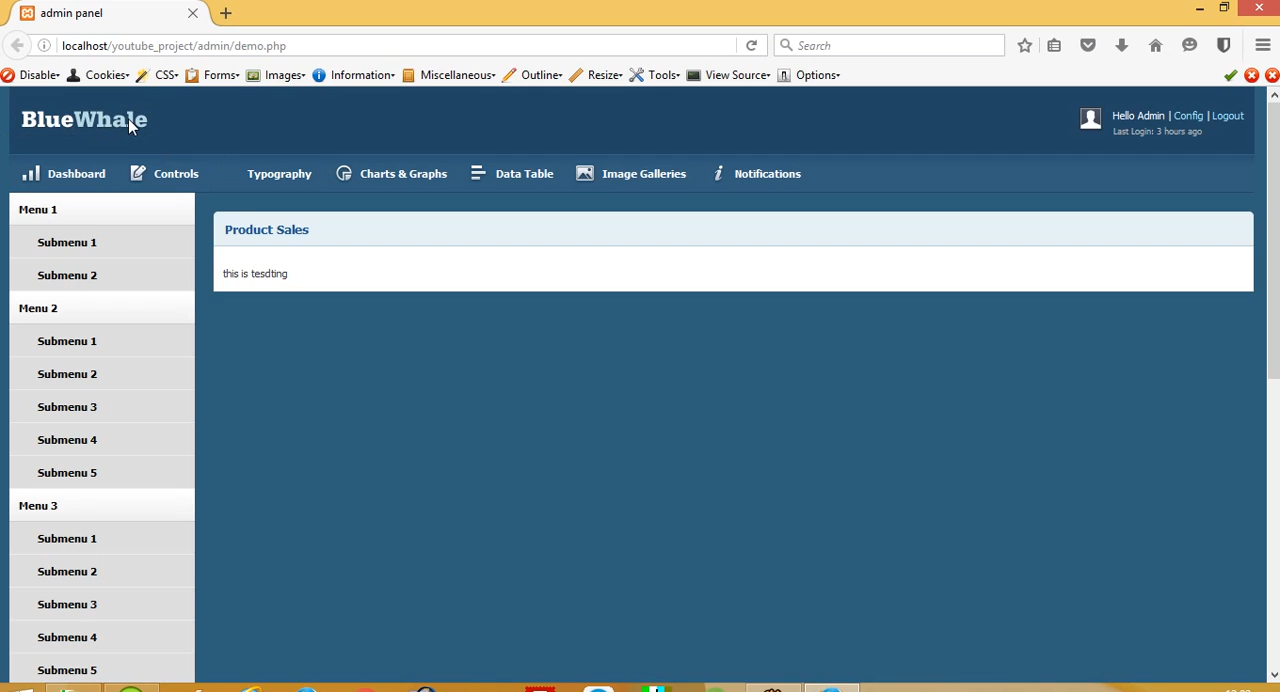 admin panel
localhost/youtube_project/admin/demo.php
Search
Disable Cookies CSS Forms Images Information Miscellaneous Outline Resize Tools View Source Options
BlueWhale
Hello Admin | Config | Logout
Last Login: 3 hours ago
Dashboard Controls Typography Charts & Graphs Data Table Image Galleries Notifications
Menu 1
Submenu 1
Submenu 2
Menu 2
Submenu 1
Submenu 2
Submenu 3
Submenu 4
Submenu 5
Menu 3
Submenu 1
Submenu 2
Submenu 3
Submenu 4
Submenu 5
Product Sales
this is tesdting